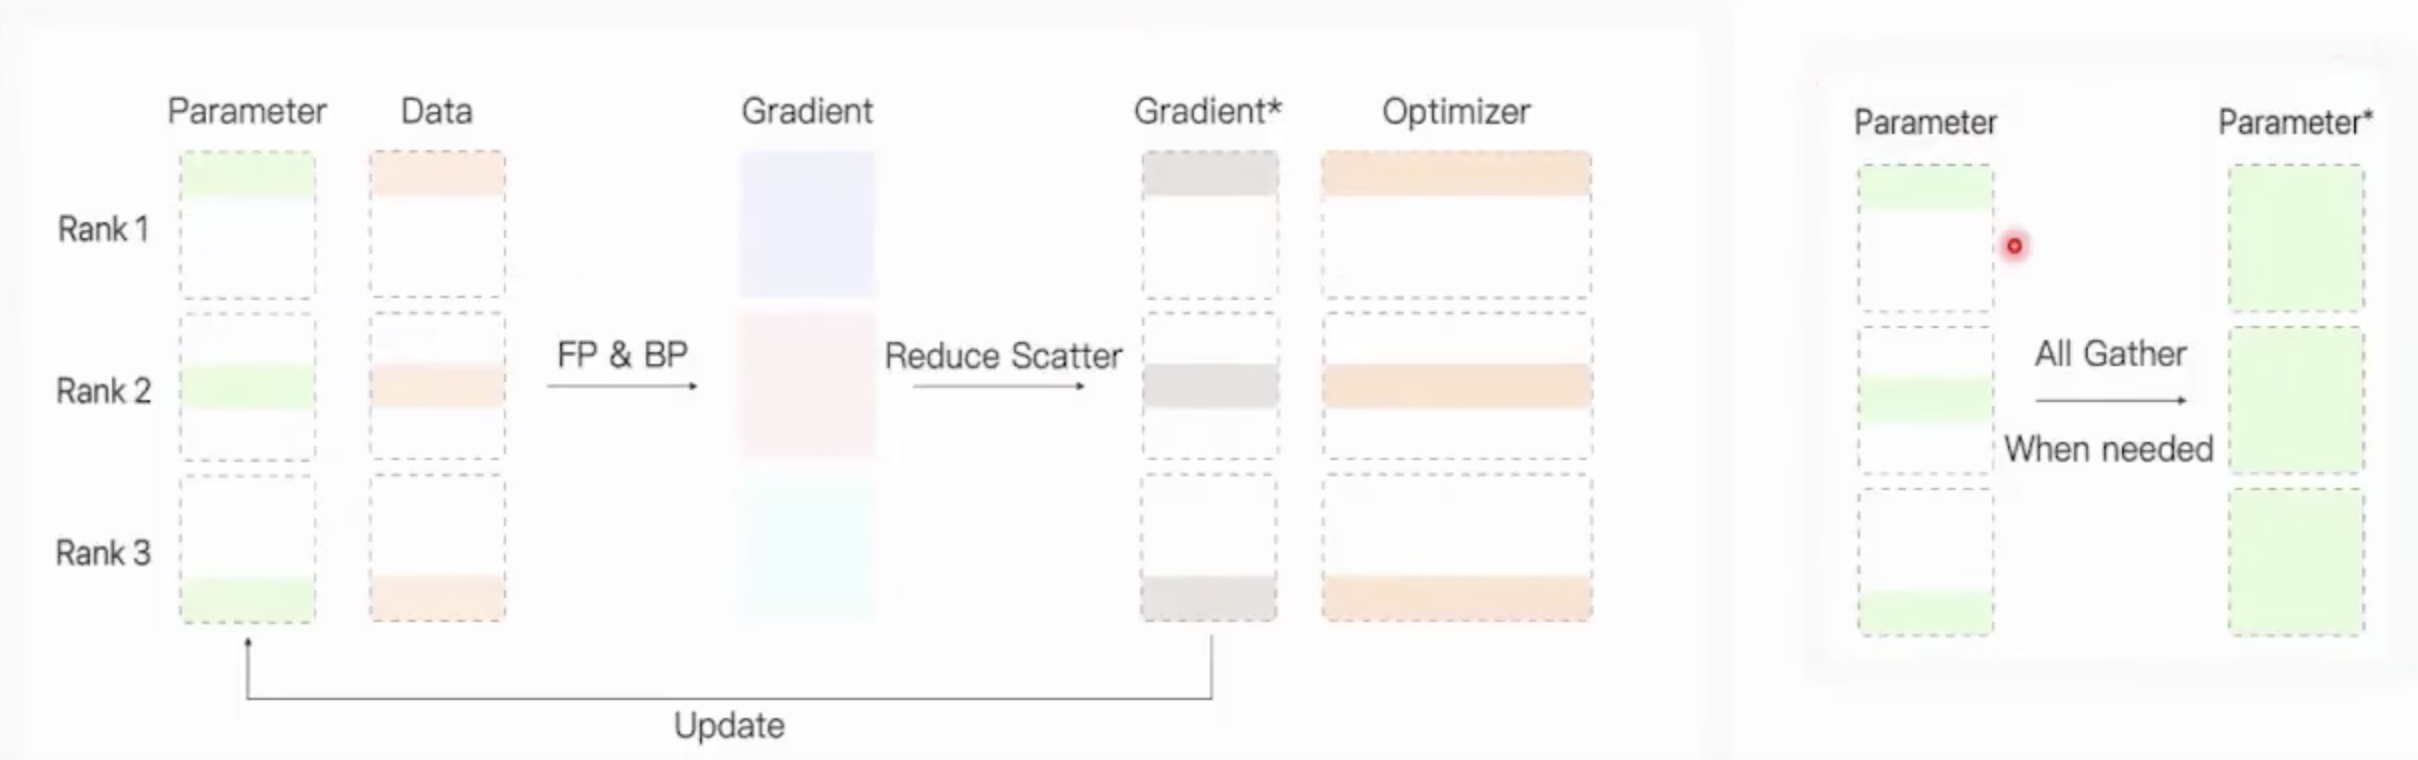 Parameter Data Gradient Gradient* Optimizer
Rank 1
FP & BP Reduce Scatter
Rank 2
Rank 3
Update
Parameter Parameter*
All Gather
When needed